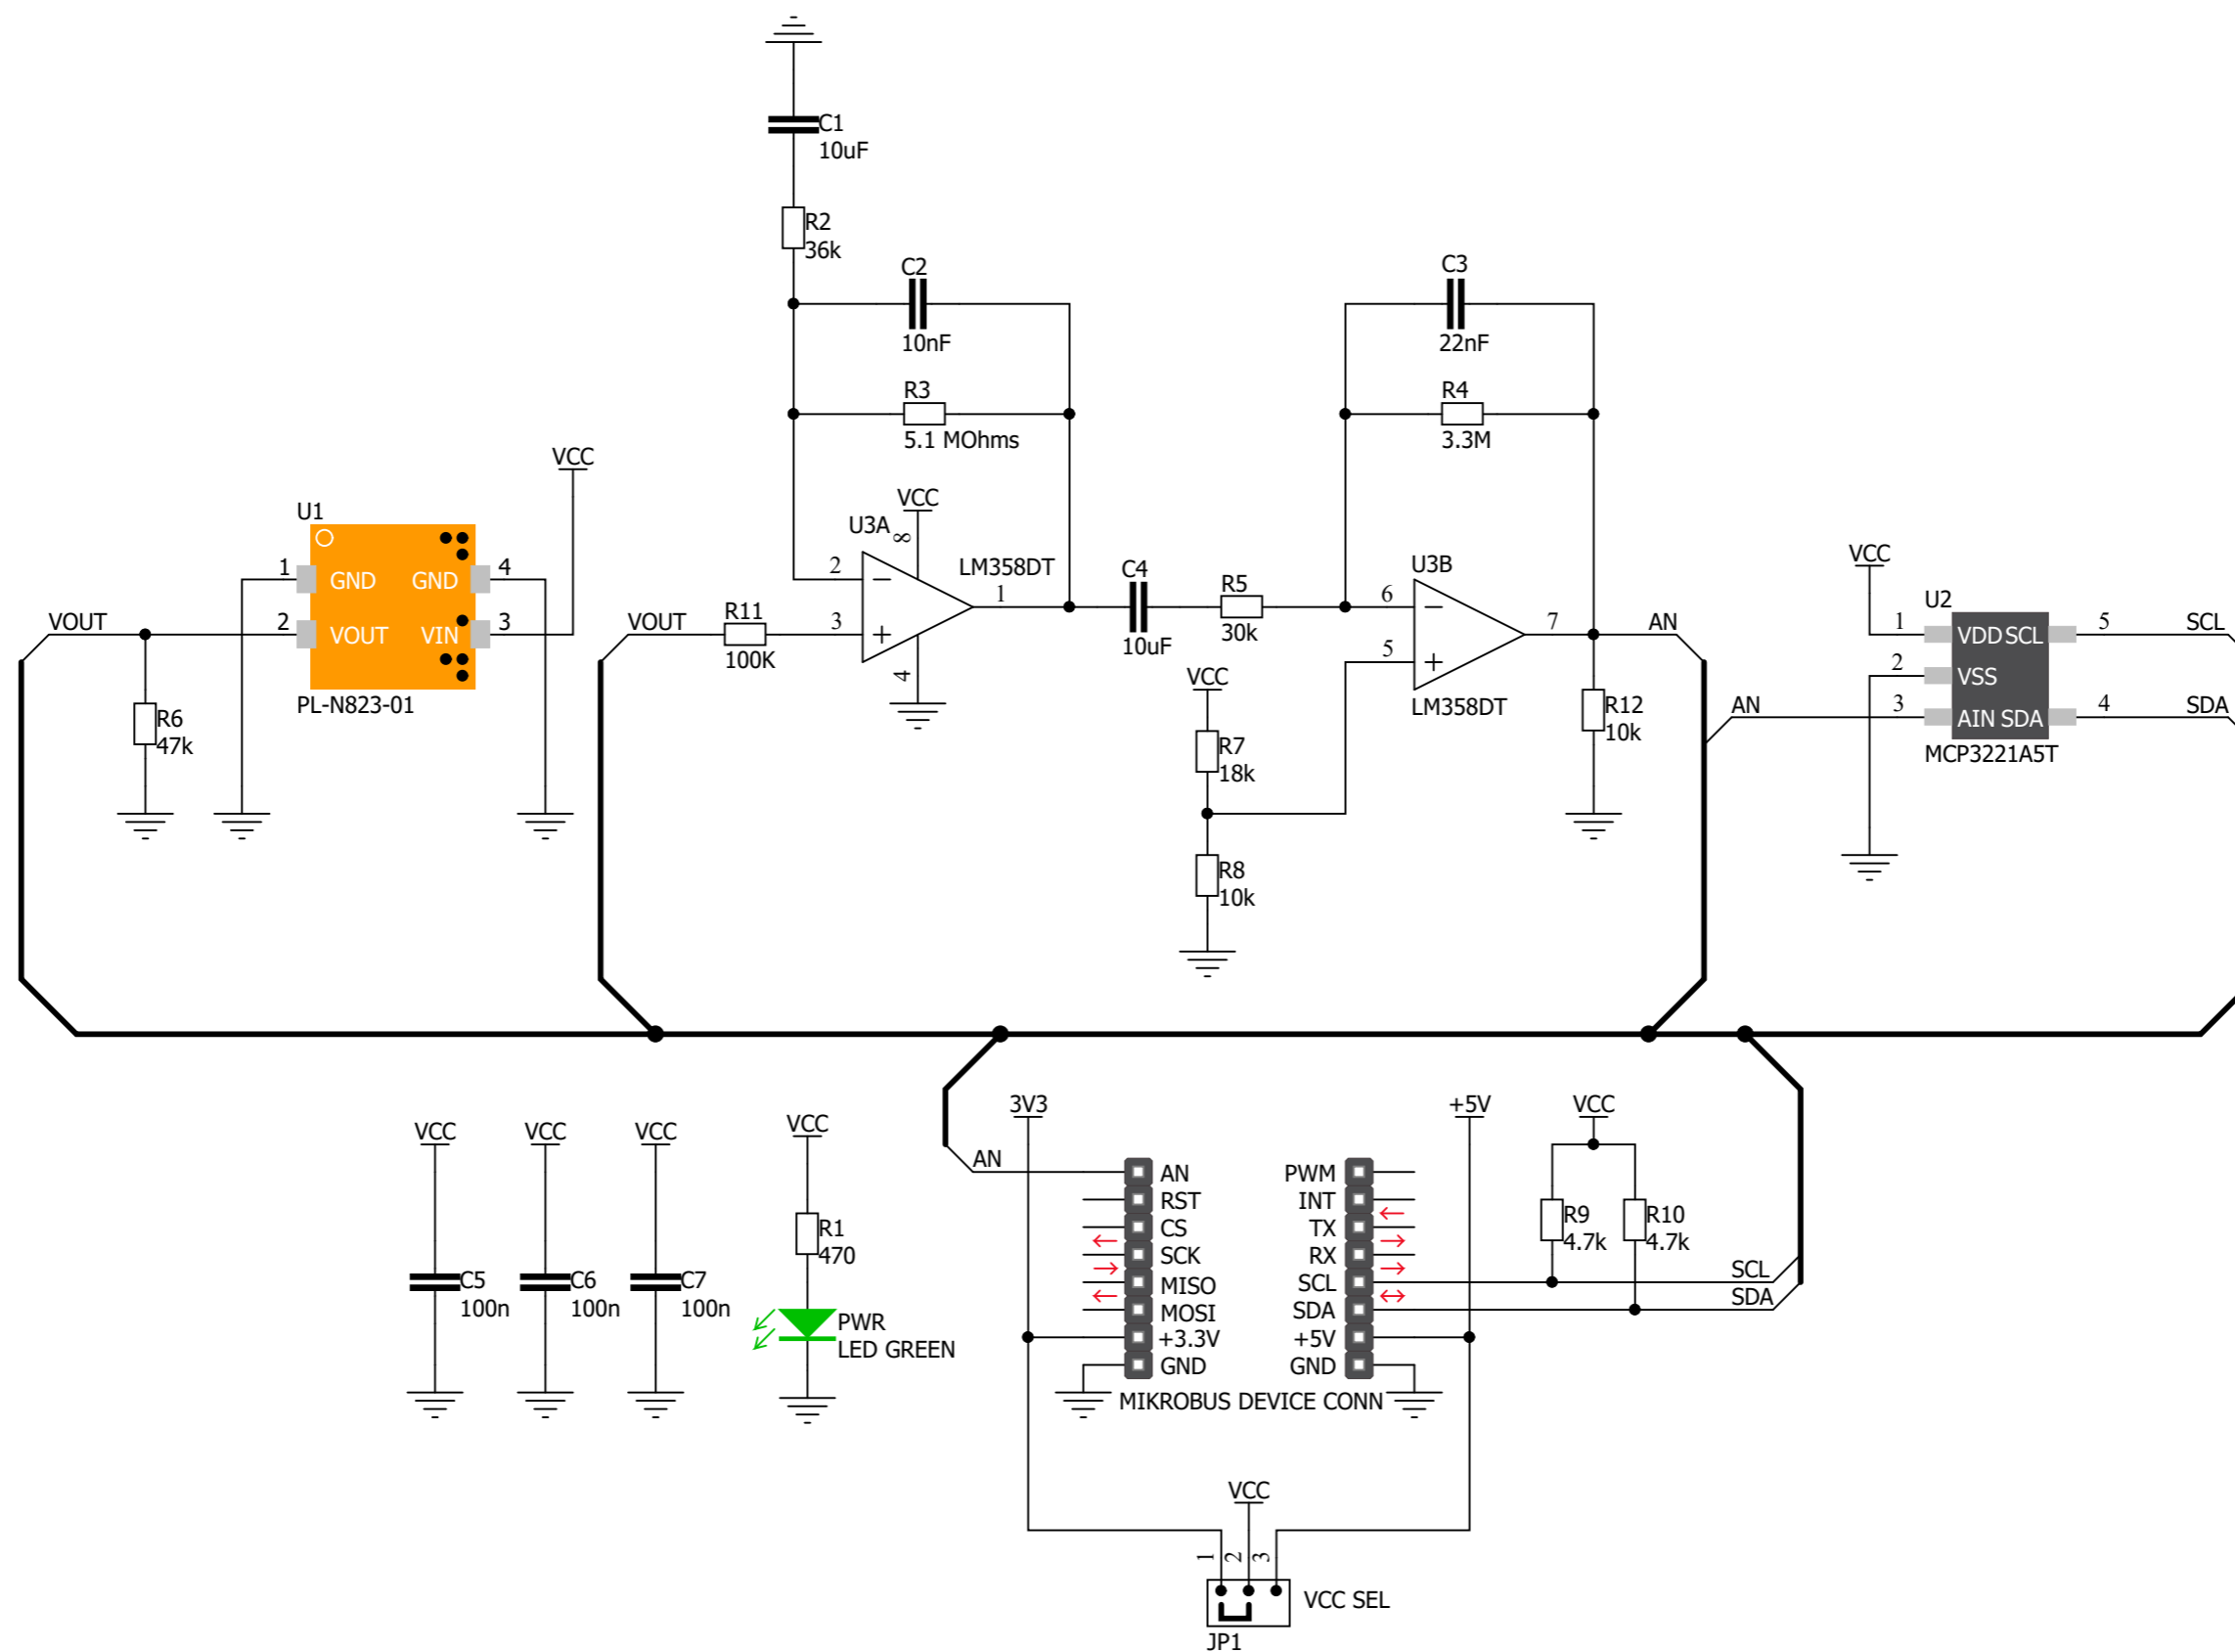 C1
10uF
R2
36k
C2
10nF
R3
5.1 MOhms
C3
22nF
R4
3.3M
VCC
U1
1
GND
GND
4
VOUT
2
VOUT
VIN
3
PL-N823-01
R6
47k
VOUT
R11
100K
U3A
VCC
8
2
3
4
1
LM358DT
C4
10uF
R5
30k
U3B
6
5
7
LM358DT
VCC
R7
18k
R8
10k
AN
R12
10k
VCC
AN
U2
1
VDD SCL
5
SCL
2
VSS
3
AIN SDA
4
SDA
MCP3221A5T
VCC
C5
100n
VCC
C6
100n
VCC
C7
100n
VCC
R1
470
PWR
LED GREEN
3V3
+5V
VCC
AN
AN
PWM
RST
INT
CS
TX
SCK
RX
MISO
SCL
MOSI
SDA
+3.3V
+5V
GND
GND
MIKROBUS DEVICE CONN
R9
4.7k
R10
4.7k
SCL
SDA
VCC
1
2
3
VCC SEL
JP1